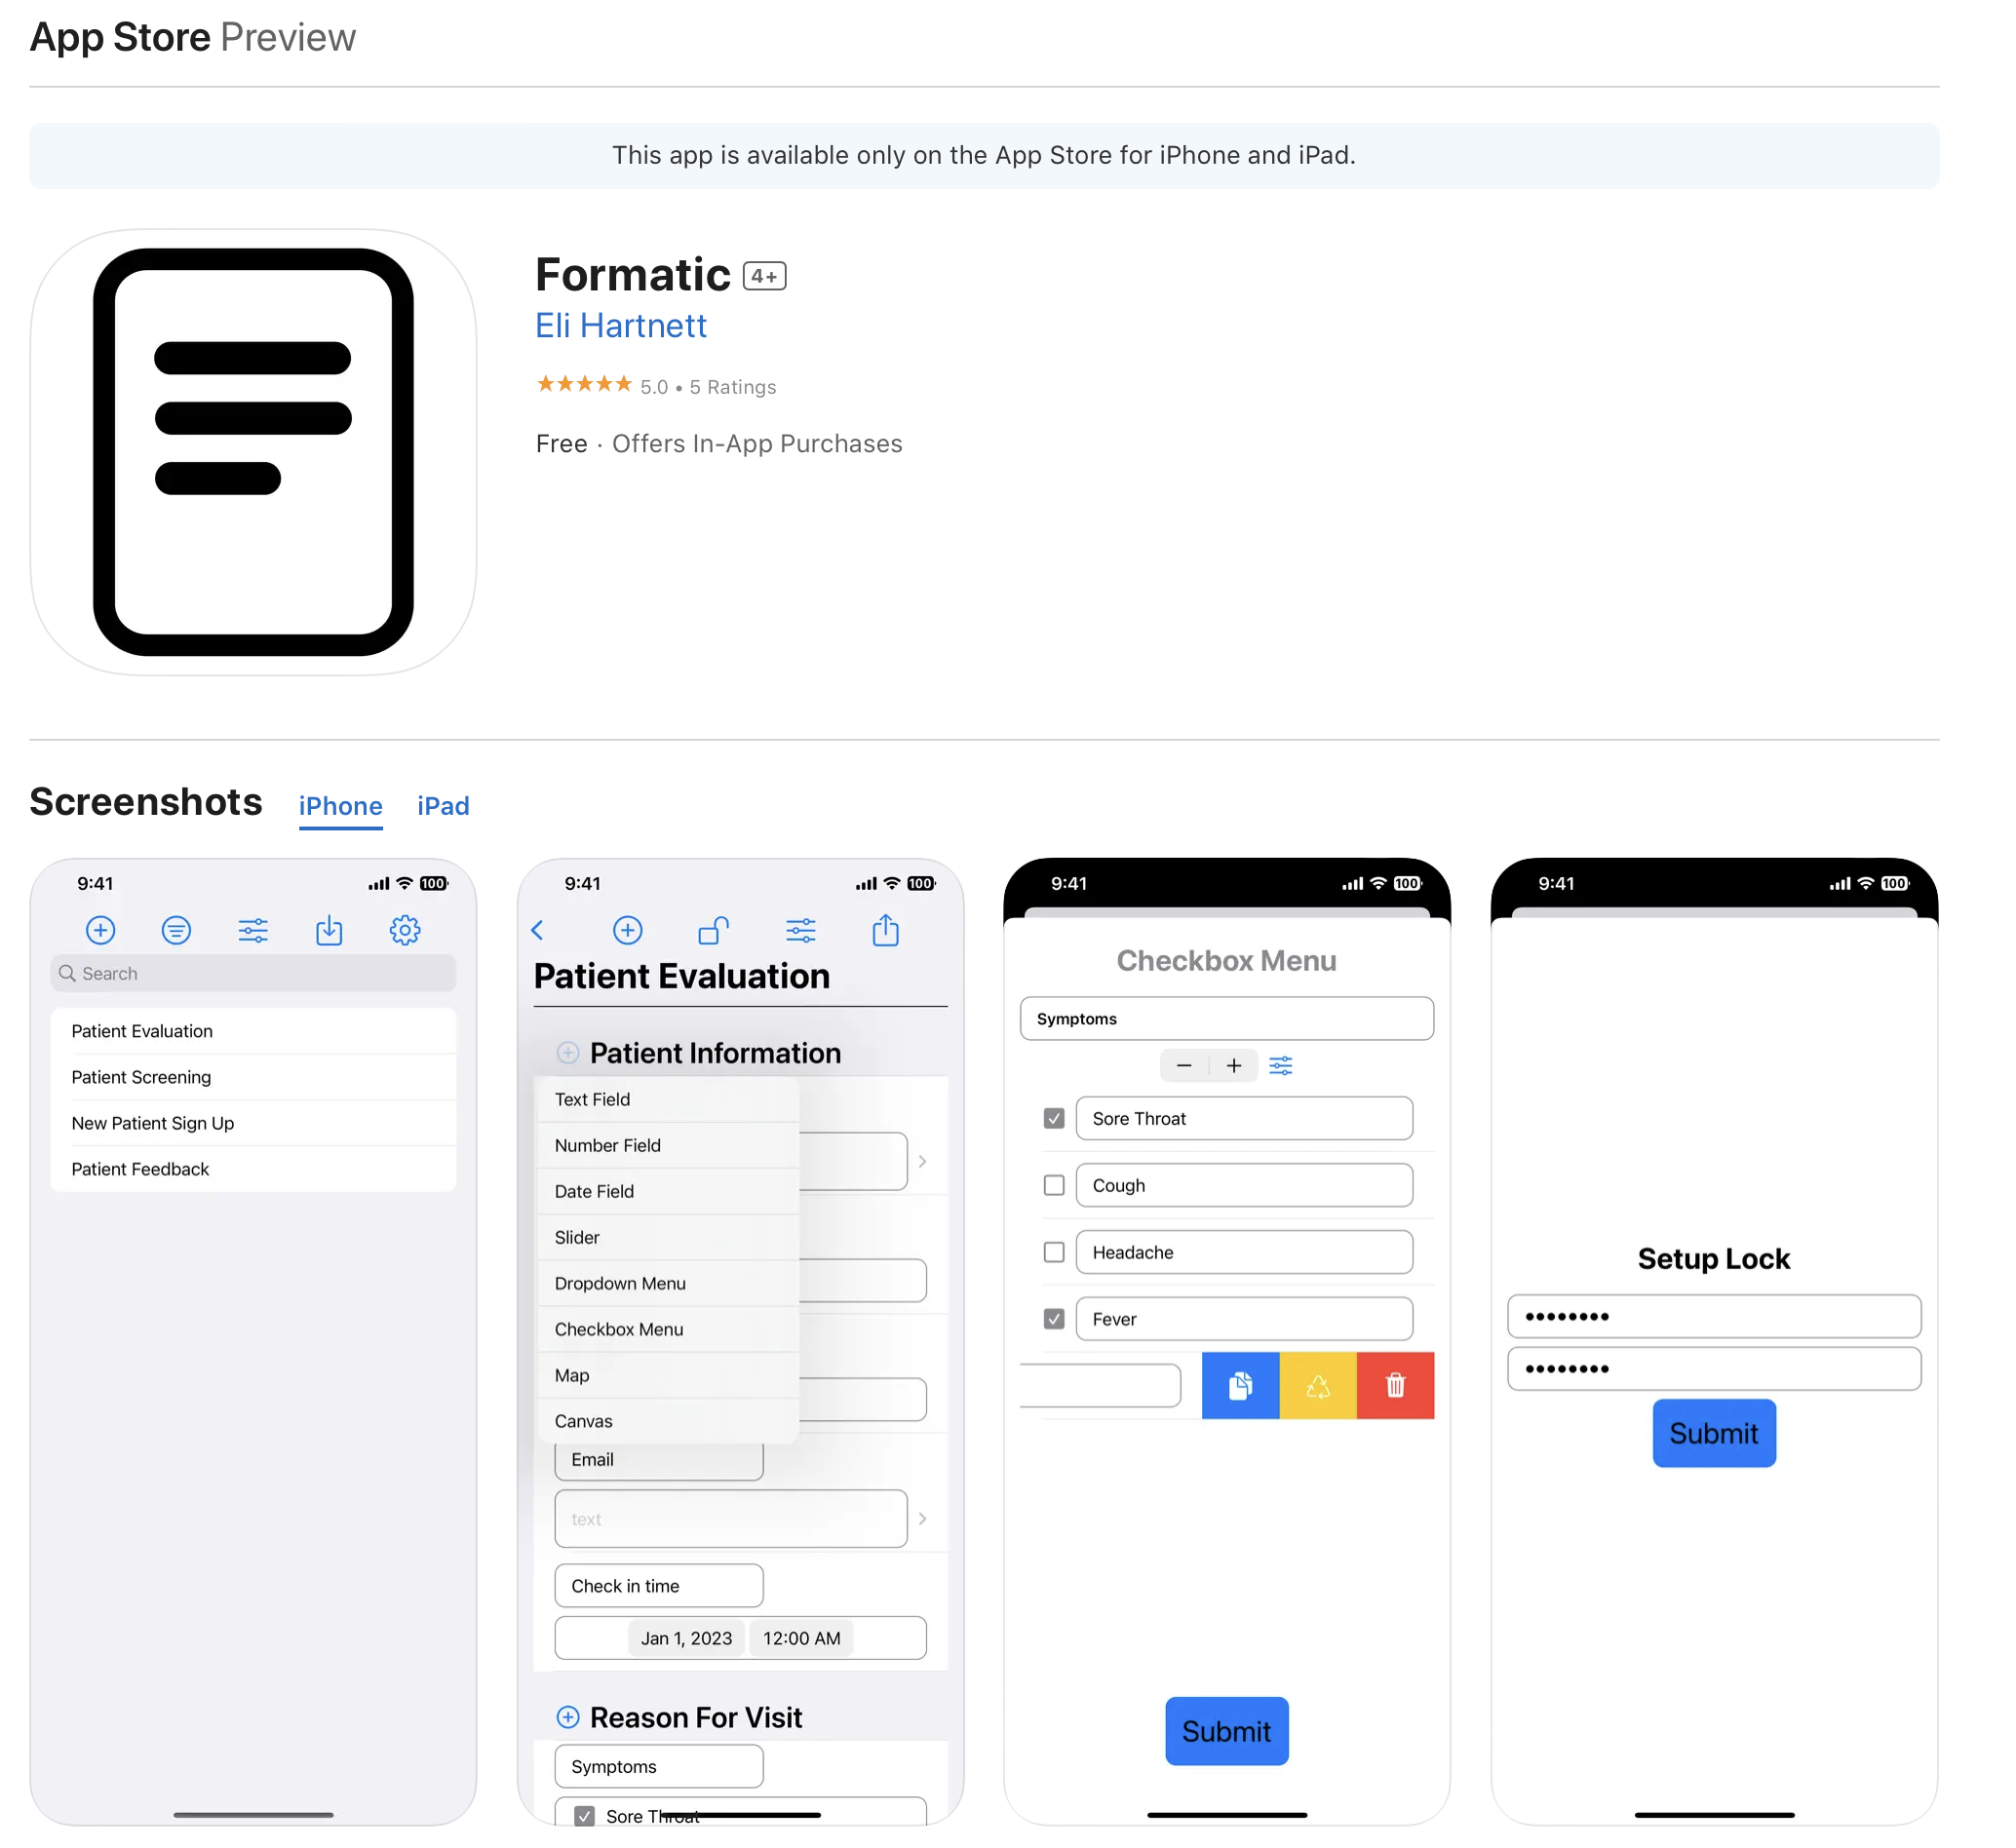 App Store Preview
This app is available only on the App Store for iPhone and iPad.
Formatic 4+
Eli Hartnett
★★★★★ 5.0 • 5 Ratings
Free · Offers In-App Purchases
Screenshots iPhone iPad
9:41 100
Search
Patient Evaluation
Patient Screening
New Patient Sign Up
Patient Feedback
9:41 100
Patient Evaluation
Patient Information
Text Field
Number Field
Date Field
Slider
Dropdown Menu
Checkbox Menu
Map
Canvas
Email
text
Check in time
Jan 1, 2023 12:00 AM
Reason For Visit
Symptoms
Sore Throat
9:41 100
Checkbox Menu
Symptoms
Sore Throat
Cough
Headache
Fever
Submit
9:41 100
Setup Lock
••••••••
••••••••
Submit